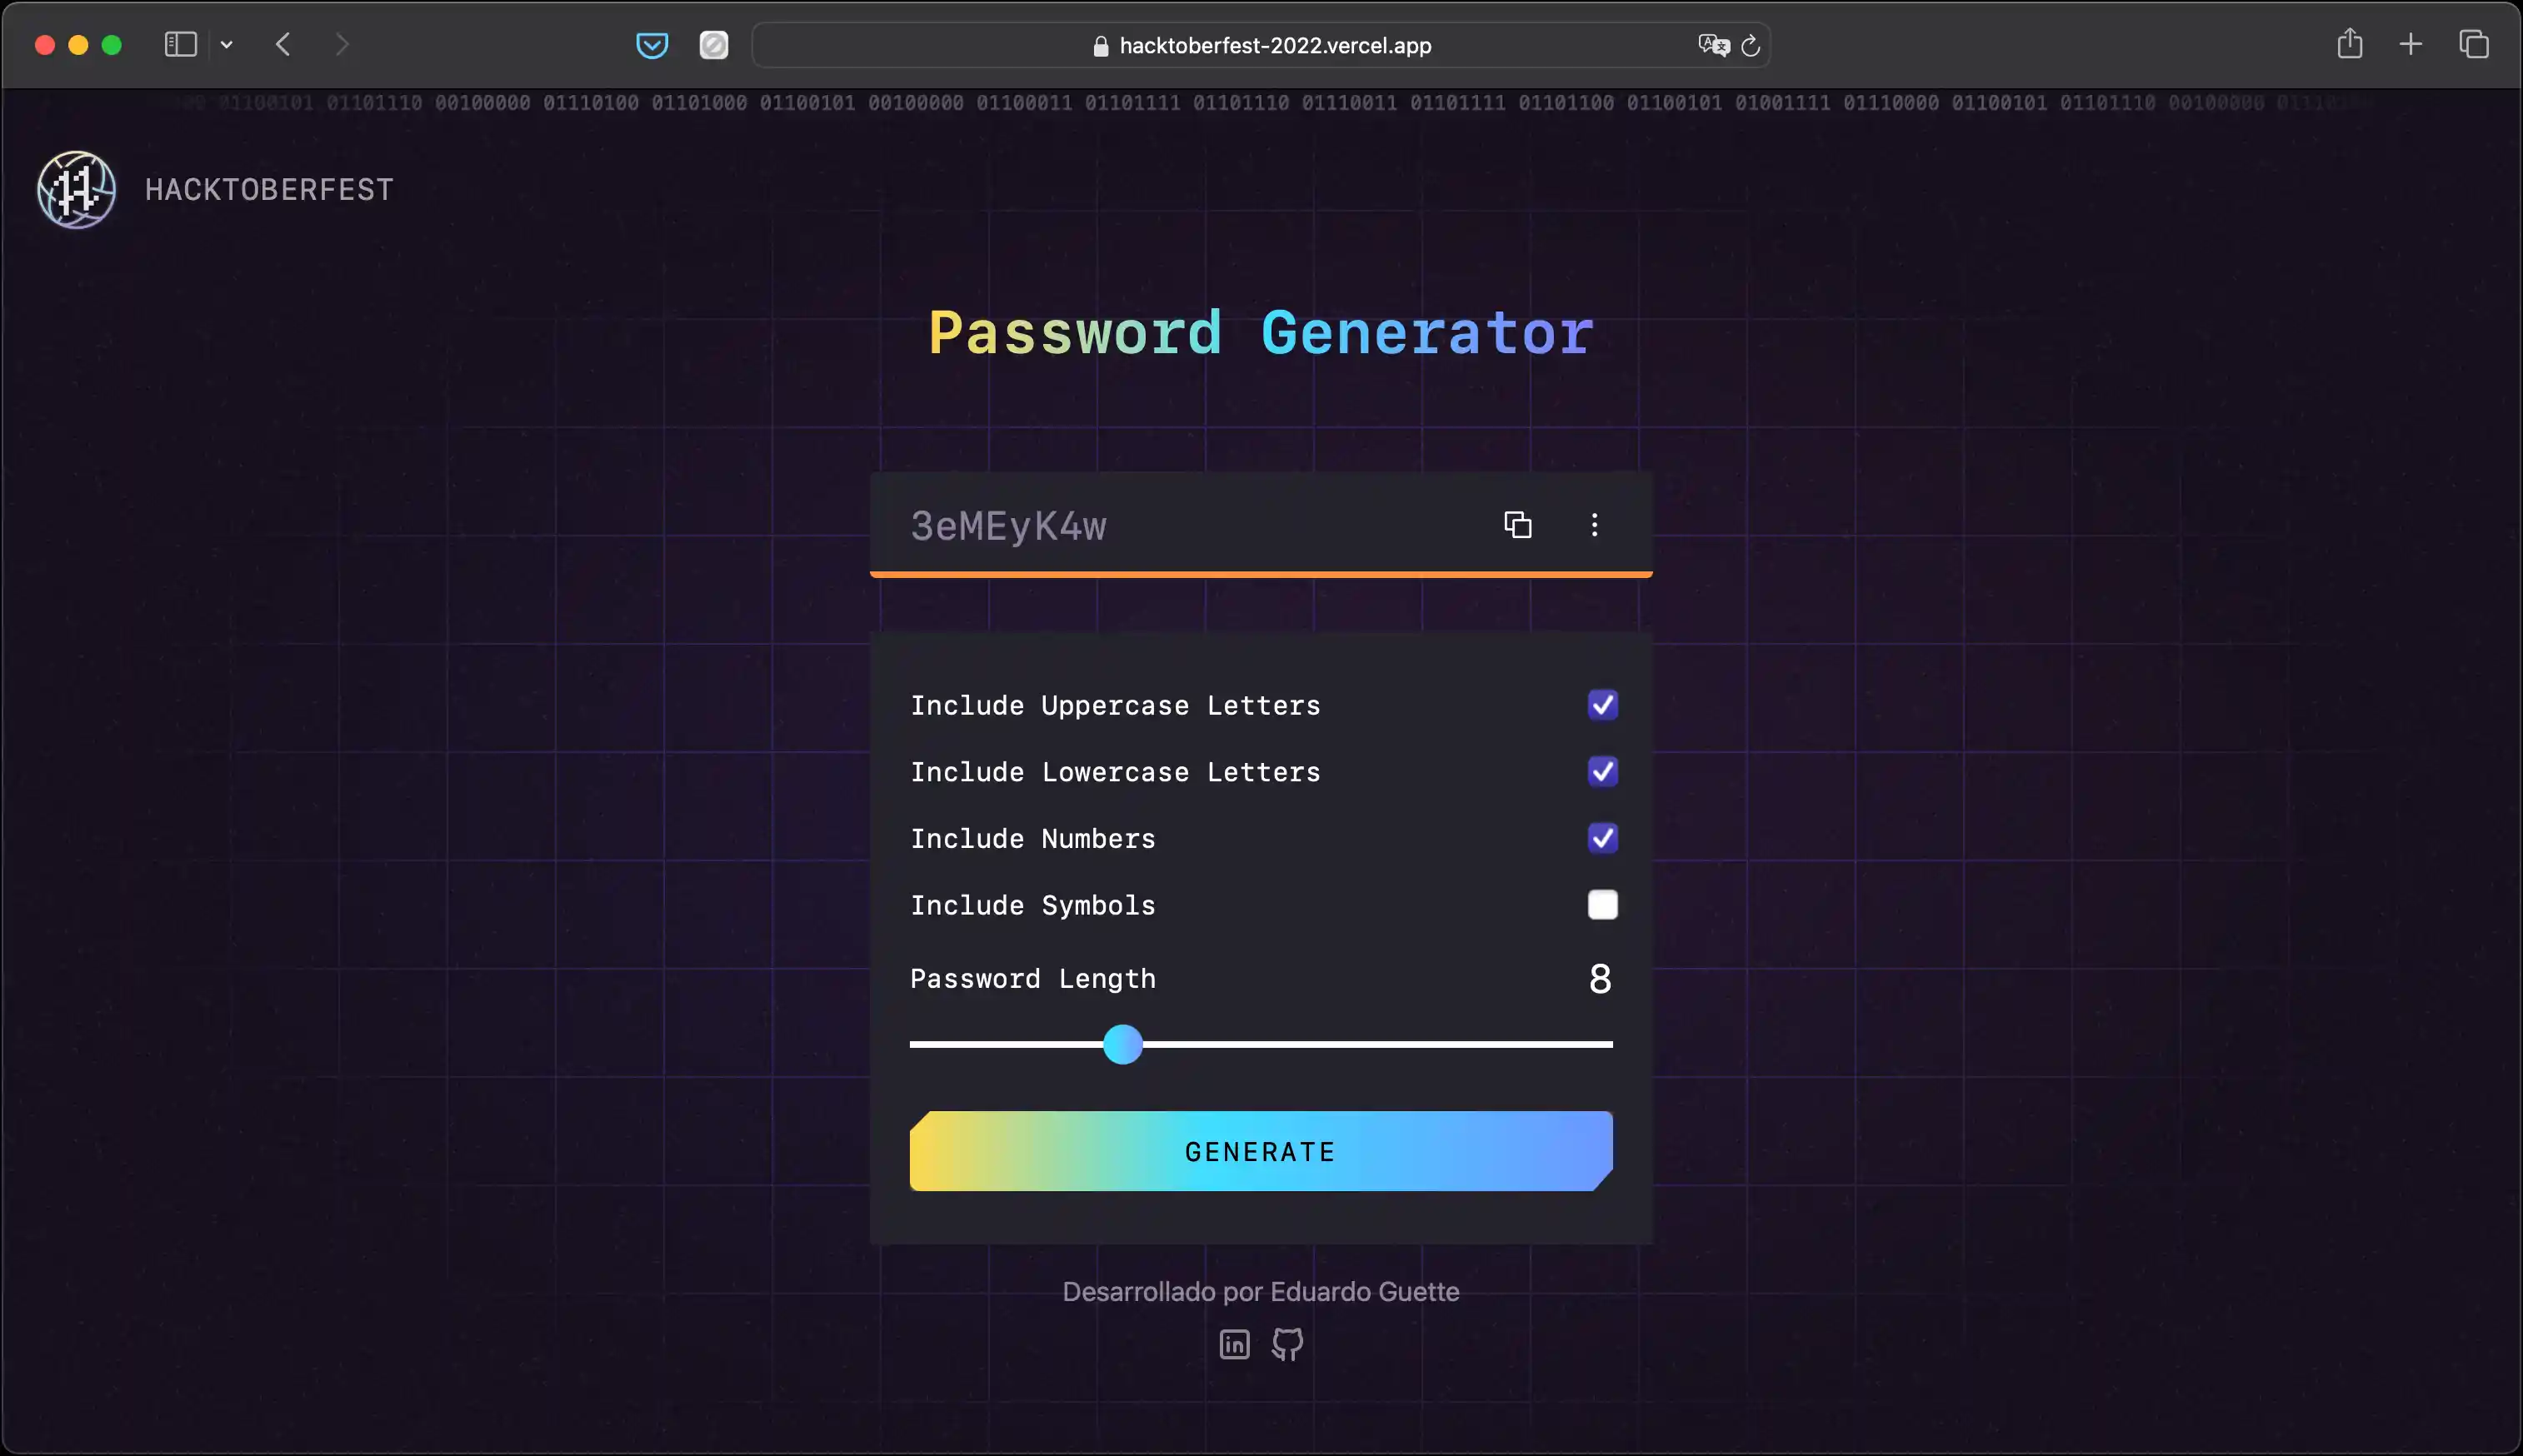 hacktoberfest-2022.vercel.app
01100101 01101110 00100000 01110100 01101000 01100101 00100000 01100011 01101111 01101110 01110011 01101111 01101100 01100101 01001111 01110000 01100101 01101110 00100000
HACKTOBERFEST
Password Generator
3eMEyK4w
Include Uppercase Letters
Include Lowercase Letters
Include Numbers
Include Symbols
Password Length 8
GENERATE
Desarrollado por Eduardo Guette
in